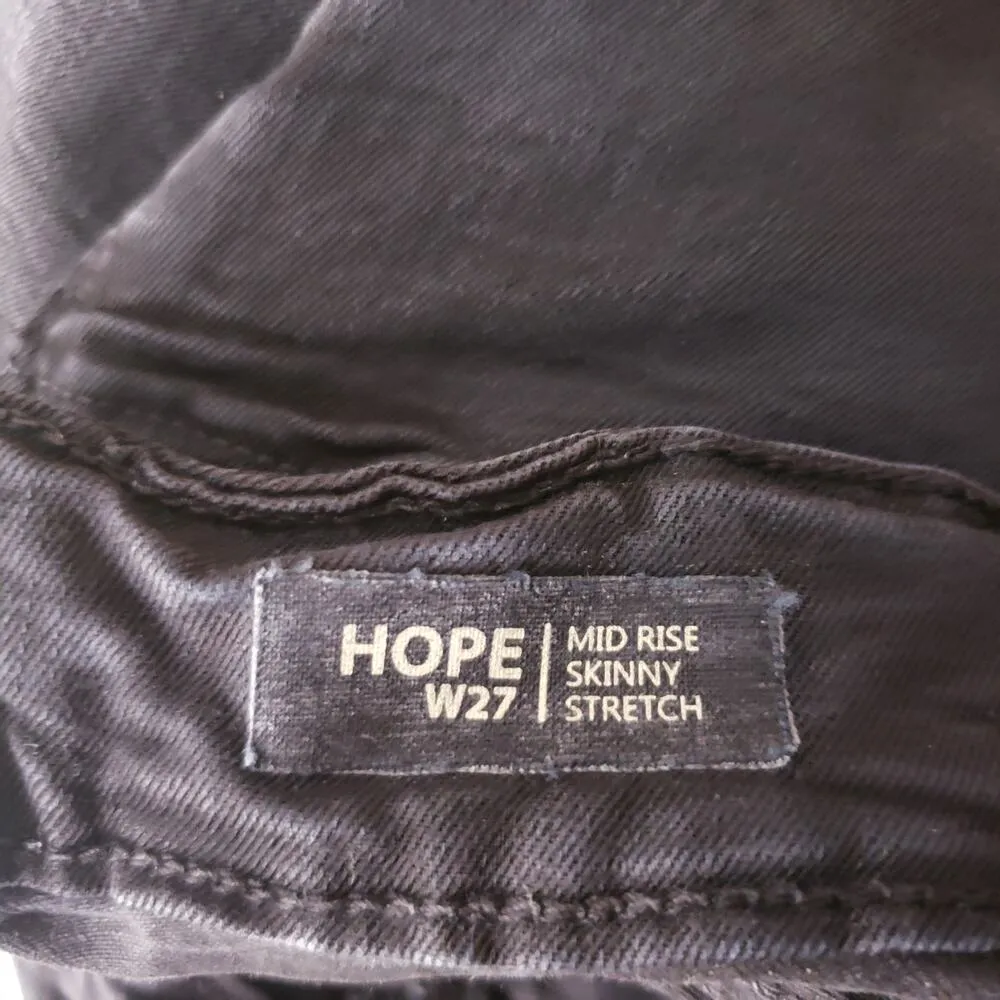 HOPE
W27
MID RISE
SKINNY
STRETCH